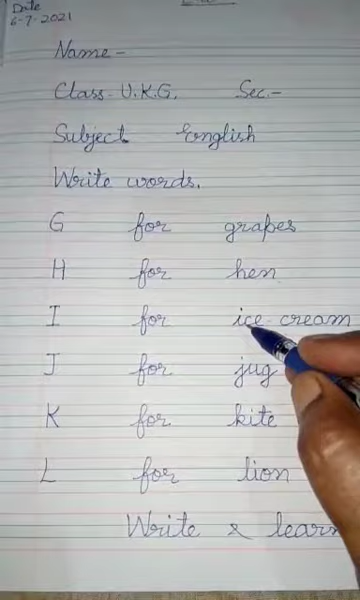 Date
6-7-2021
Name-
Class- U.K.G. Sec.-
Subject English
Write words.
G for grapes
H for hen
I for ice-cream
J for jug
K for kite
L for lion
Write & learn